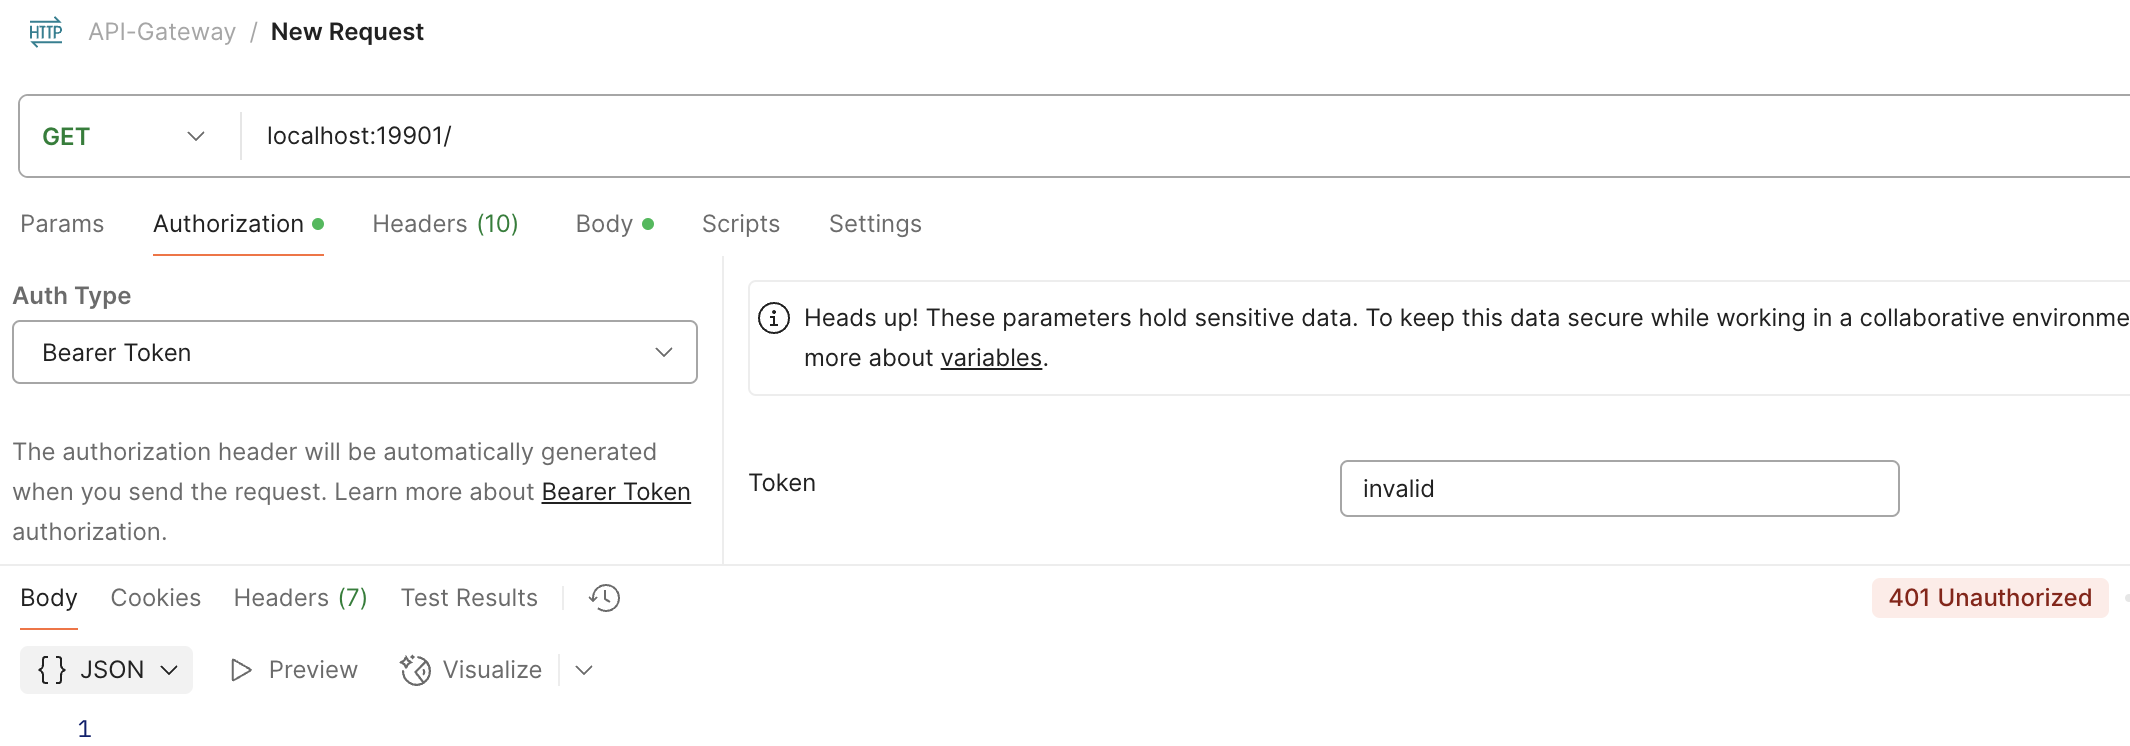 HTTP API-Gateway / New Request
GET localhost:19901/
Params Authorization Headers (10) Body Scripts Settings
Auth Type
Bearer Token
The authorization header will be automatically generated
when you send the request. Learn more about Bearer Token
authorization.
Heads up! These parameters hold sensitive data. To keep this data secure while working in a collaborative environme
more about variables.
Token invalid
Body Cookies Headers (7) Test Results 401 Unauthorized
{} JSON Preview Visualize
1